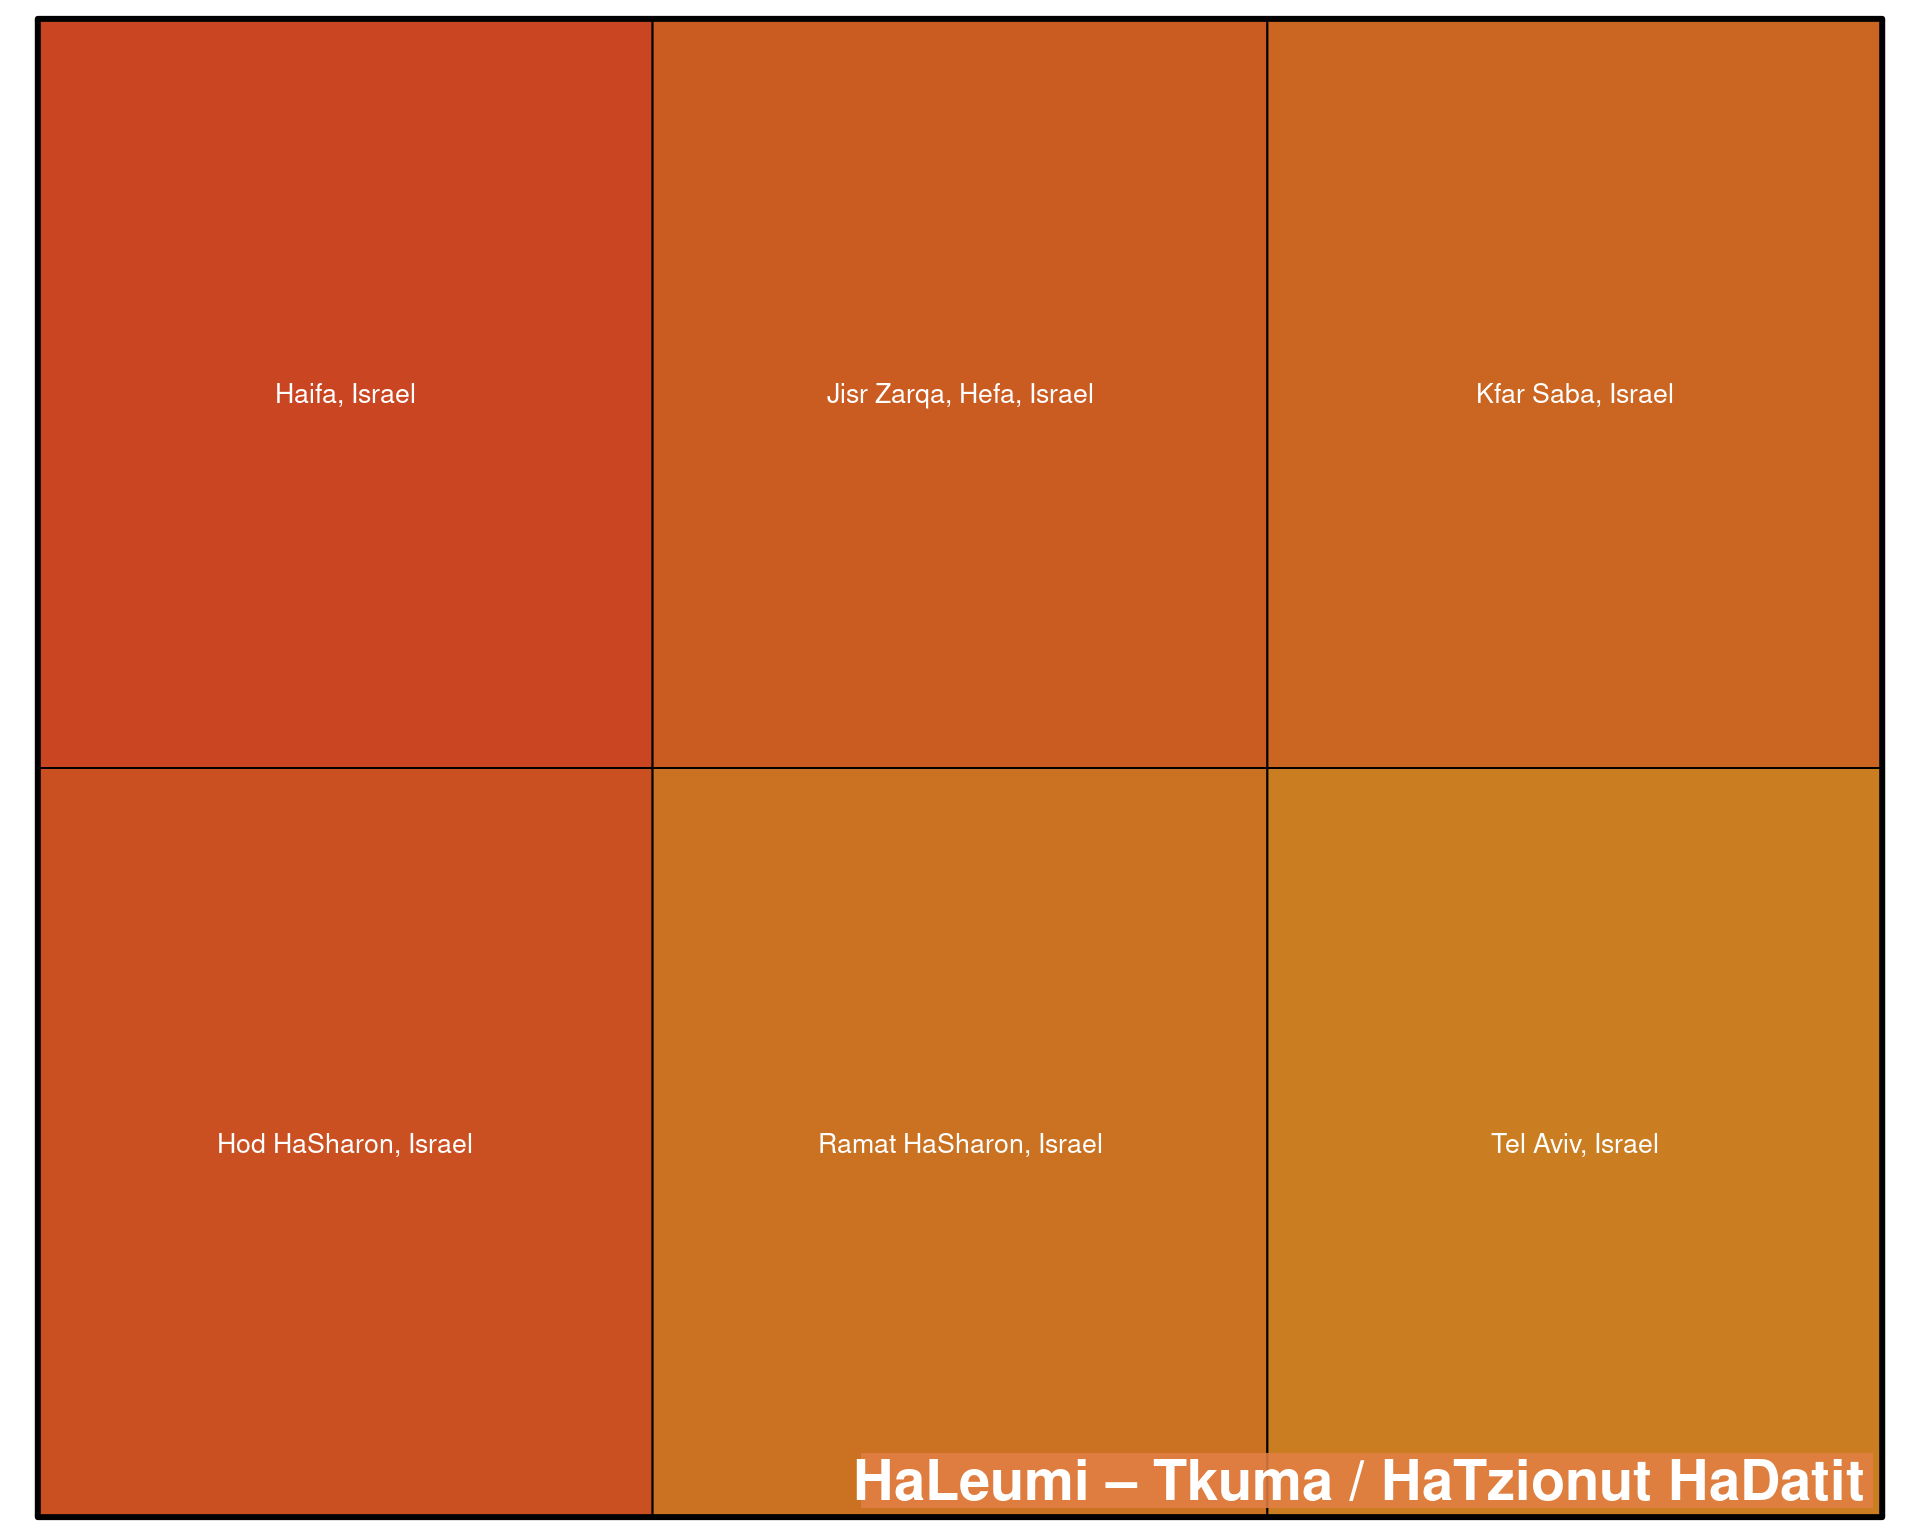 Haifa, Israel
Jisr Zarqa, Hefa, Israel
Kfar Saba, Israel
Hod HaSharon, Israel
Ramat HaSharon, Israel
Tel Aviv, Israel
HaLeumi – Tkuma / HaTzionut HaDatit